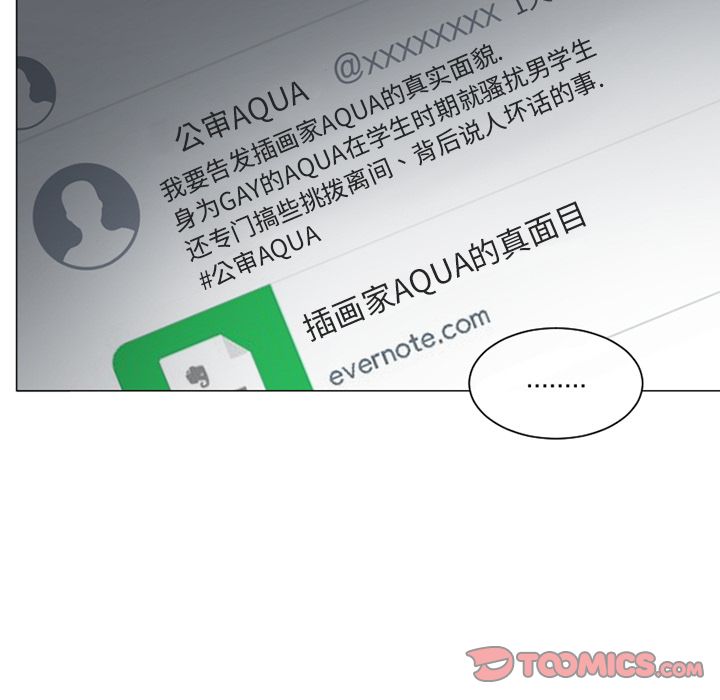 公审AQUA @xxxxxxxx 1天
我要告发插画家AQUA的真实面貌.
身为GAY的AQUA在学生时期就骚扰男学生
还专门搞些挑拨离间、背后说人坏话的事.
#公审AQUA
插画家AQUA的真面目
evernote.com
........
TOOMICS.COM